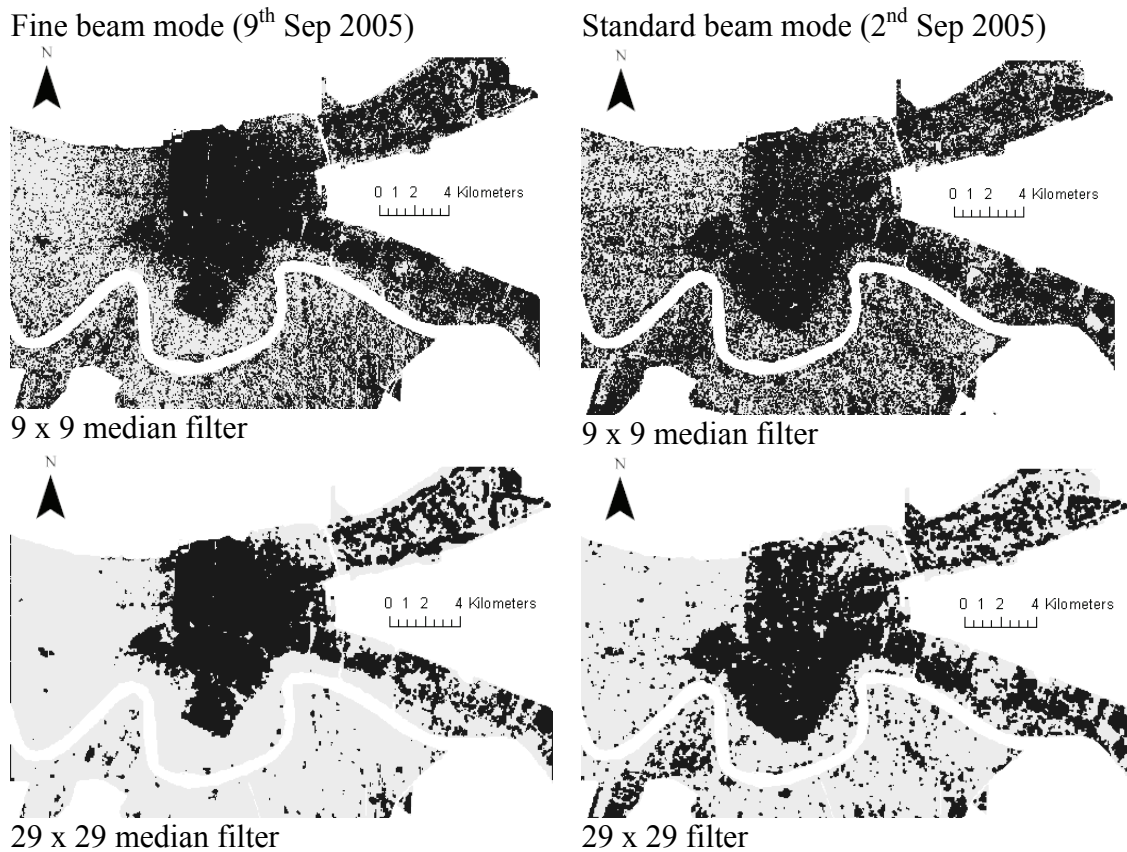 Fine beam mode (9th Sep 2005)
Standard beam mode (2nd Sep 2005)
N
N
0 1 2 4 Kilometers
0 1 2 4 Kilometers
9 x 9 median filter
9 x 9 median filter
N
N
0 1 2 4 Kilometers
0 1 2 4 Kilometers
29 x 29 median filter
29 x 29 filter